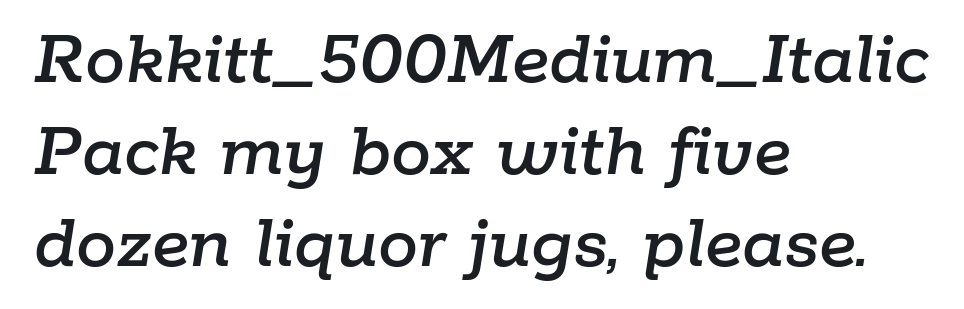 Rokkitt_500Medium_Italic
Pack my box with five
dozen liquor jugs, please.